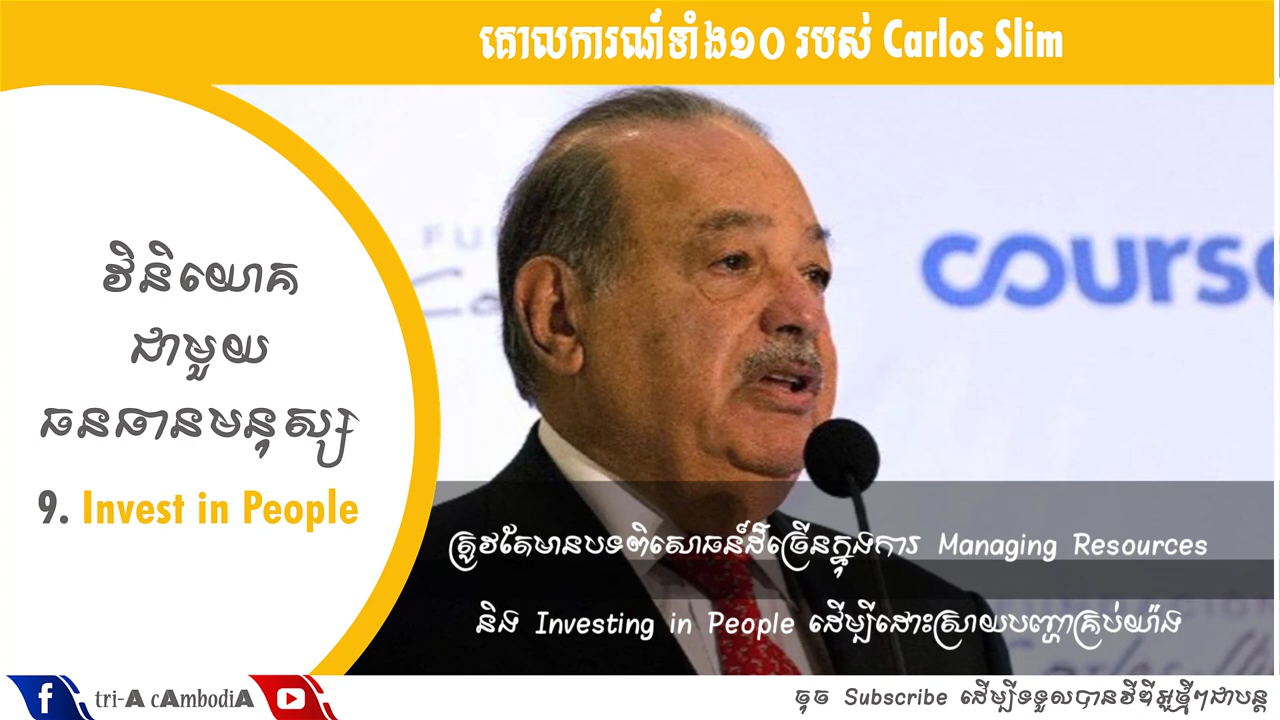 គោលការណ៍ទាំង១០ របស់ Carlos Slim
វិនិយោគ
ជាមួយ
ធនធានមនុស្ស
9. Invest in People
FU
course
ត្រូវតែមានបទពិសោធន៍ដ៏ច្រើនក្នុងការ Managing Resources
និង Investing in People ដើម្បីដោះស្រាយបញ្ហាគ្រប់យ៉ាង
tri-A cAmbodiA
ចុច Subscribe ដើម្បីទទួលបានវីឌីអូថ្មីៗជាបន្ត